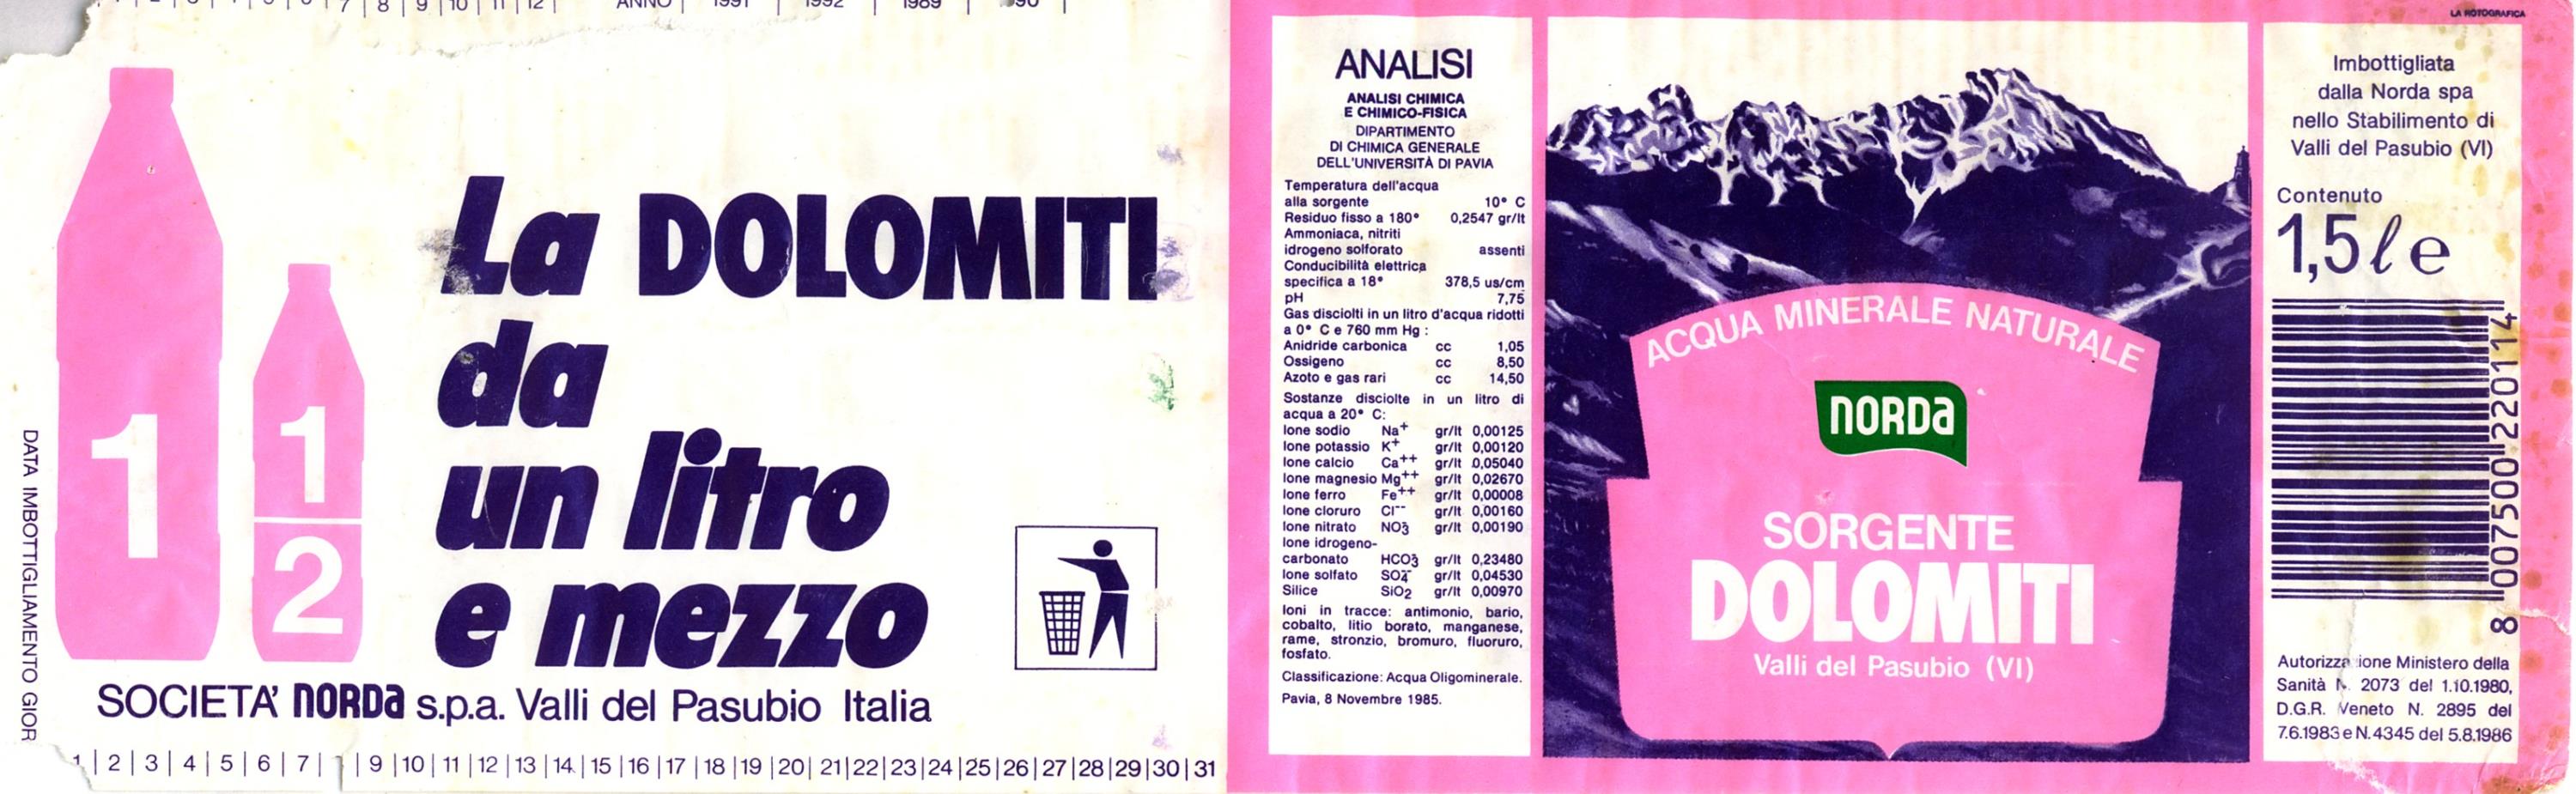 7 | 8 | 9 | 10 | 11 | 12 | ANNO | 1991 | 1992 | 1989 |
1
1
2
La DOLOMITI
da
un litro
e mezzo
SOCIETA' NORDA s.p.a. Valli del Pasubio Italia
DATA IMBOTTIGLIAMENTO GIOR
1 | 2 | 3 | 4 | 5 | 6 | 7 | | 9 | 10 | 11 | 12 | 13 | 14 | 15 | 16 | 17 | 18 | 19 | 20 | 21 | 22 | 23 | 24 | 25 | 26 | 27 | 28 | 29 | 30 | 31
ANALISI
ANALISI CHIMICA
E CHIMICO-FISICA
DIPARTIMENTO
DI CHIMICA GENERALE
DELL'UNIVERSITÀ DI PAVIA
Temperatura dell'acqua
alla sorgente 10° C
Residuo fisso a 180° 0,2547 gr/lt
Ammoniaca, nitriti
idrogeno solforato assenti
Conducibilità elettrica
specifica a 18° 378,5 us/cm
pH 7,75
Gas disciolti in un litro d'acqua ridotti
a 0° C e 760 mm Hg :
Anidride carbonica cc 1,05
Ossigeno cc 8,50
Azoto e gas rari cc 14,50
Sostanze disciolte in un litro di
acqua a 20° C:
Ione sodio Na+ gr/lt 0,00125
Ione potassio K+ gr/lt 0,00120
Ione calcio Ca++ gr/lt 0,05040
Ione magnesio Mg++ gr/lt 0,02670
Ione ferro Fe++ gr/lt 0,00008
Ione cloruro Cl-- gr/lt 0,00160
Ione nitrato NO3- gr/lt 0,00190
Ione idrogeno-
carbonato HCO3- gr/lt 0,23480
Ione solfato SO4-- gr/lt 0,04530
Silice SiO2 gr/lt 0,00970
Ioni in tracce: antimonio, bario,
cobalto, litio borato, manganese,
rame, stronzio, bromuro, fluoruro,
fosfato.
Classificazione: Acqua Oligominerale.
Pavia, 8 Novembre 1985.
ACQUA MINERALE NATURALE
NORDA
SORGENTE
DOLOMITI
Valli del Pasubio (VI)
LA ROTOGRAFICA
Imbottigliata
dalla Norda spa
nello Stabilimento di
Valli del Pasubio (VI)
Contenuto
1,5 ℓ e
8 007500 220114
Autorizzazione Ministero della
Sanità N. 2073 del 1.10.1980,
D.G.R. Veneto N. 2895 del
7.6.1983 e N. 4345 del 5.8.1986